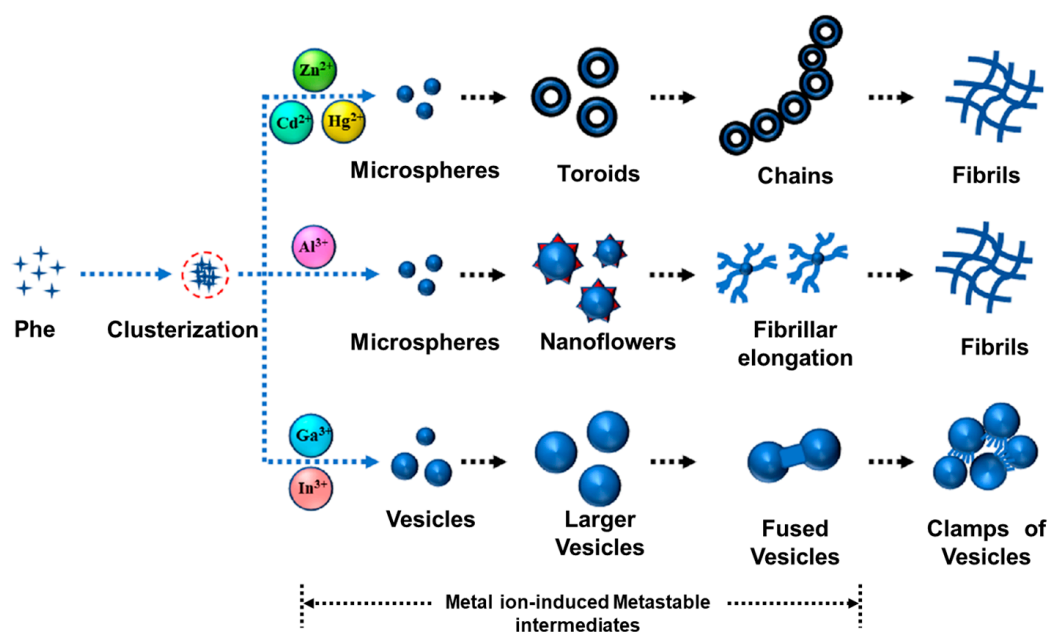 Zn²⁺
Cd²⁺ Hg²⁺
Microspheres Toroids Chains Fibrils
Al³⁺
Phe Clusterization Microspheres Nanoflowers Fibrillar Fibrils
elongation
Ga³⁺
In³⁺
Vesicles Larger Fused Clamps of
Vesicles Vesicles Vesicles
Metal ion-induced Metastable
intermediates